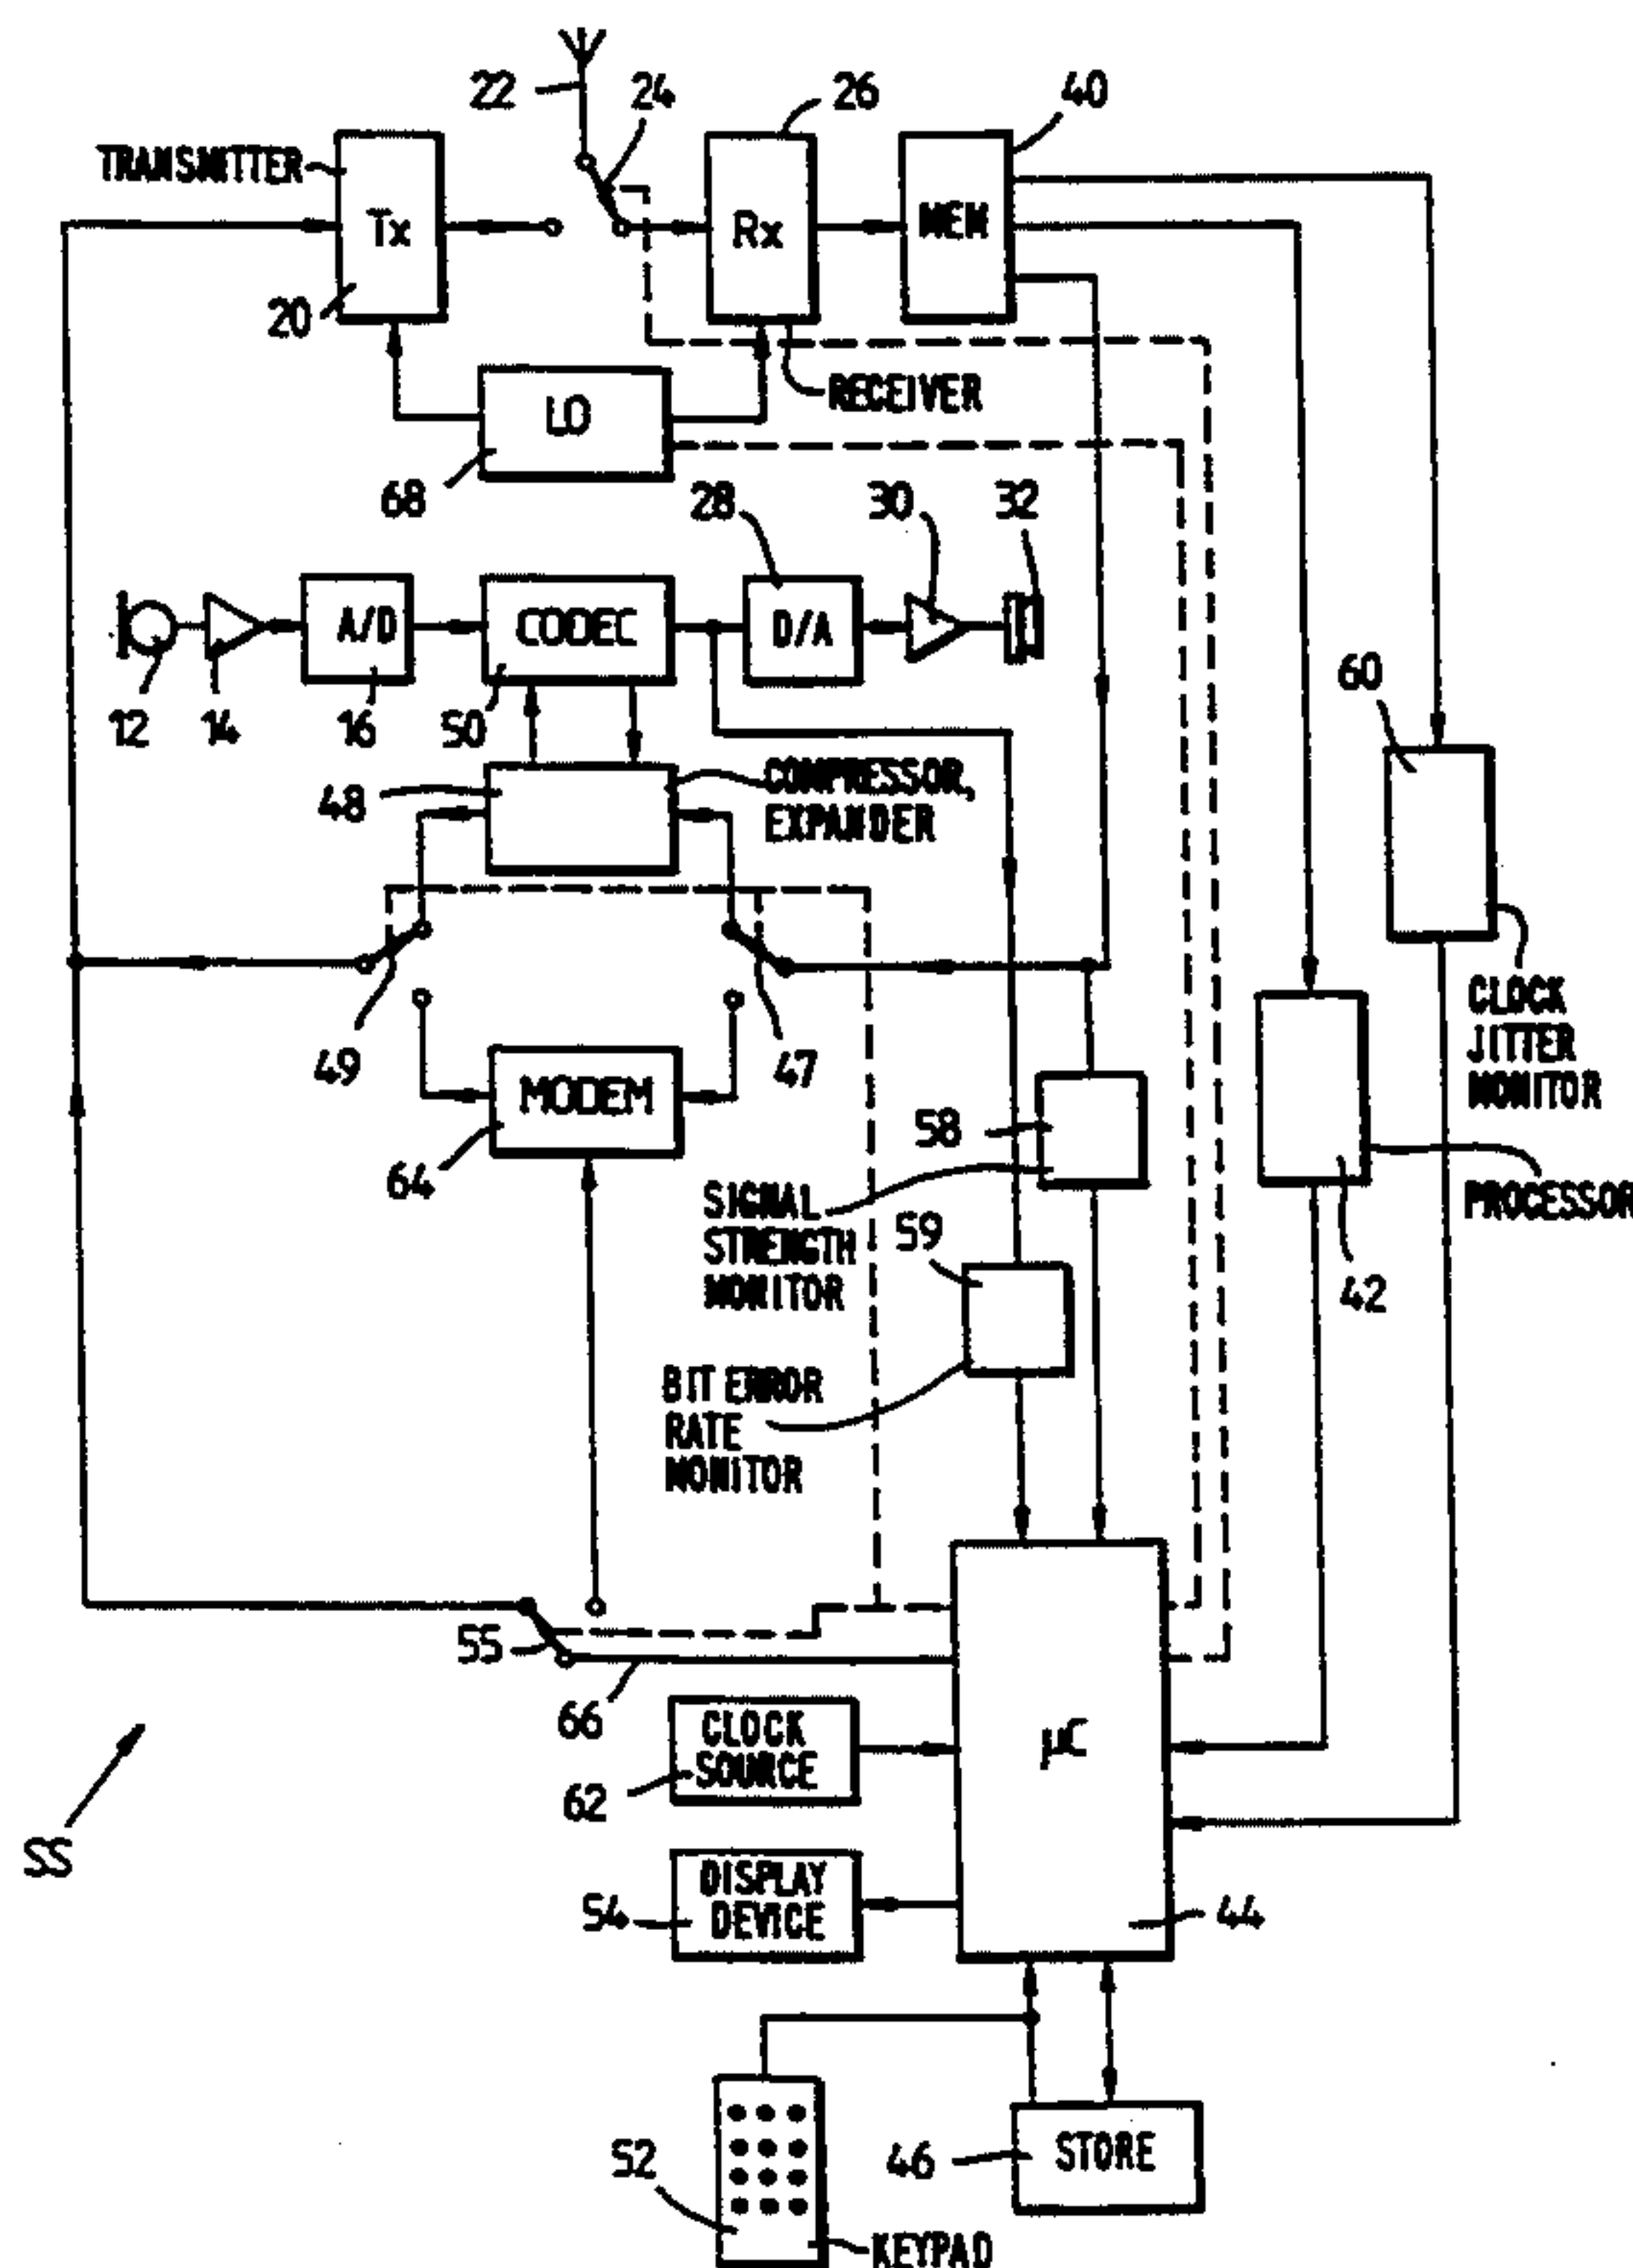 22
24
26
40
TRANSMITTER
Tx
Rx
MEM
20
RECEIVER
LO
68
28
30
32
A/D
CODEC
D/A
12
14
16
50
60
48
COMPRESSOR,
EXPANDER
49
47
CLOCK
JITTER
MONITOR
MODEM
58
64
SIGNAL
STRENGTH
MONITOR
59
PROCESSOR
42
BIT ERROR
RATE
MONITOR
55
66
CLOCK
SOURCE
µC
62
SS
DISPLAY
DEVICE
54
44
52
46
STORE
KEYPAD